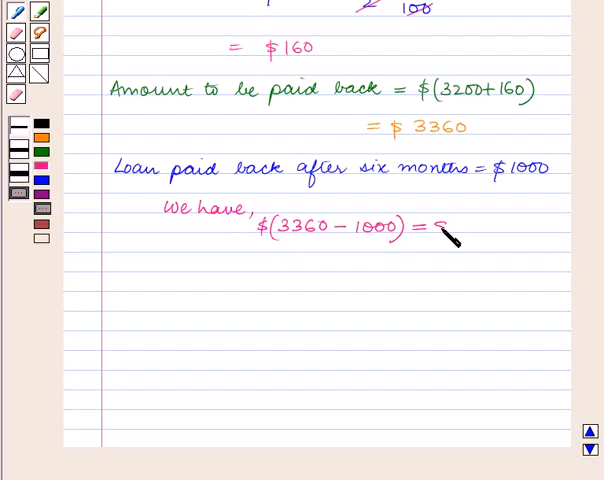 2 100
= $160
Amount to be paid back = $(3200+160)
= $ 3360
Loan paid back after six months = $1000
We have,
$(3360 - 1000) =